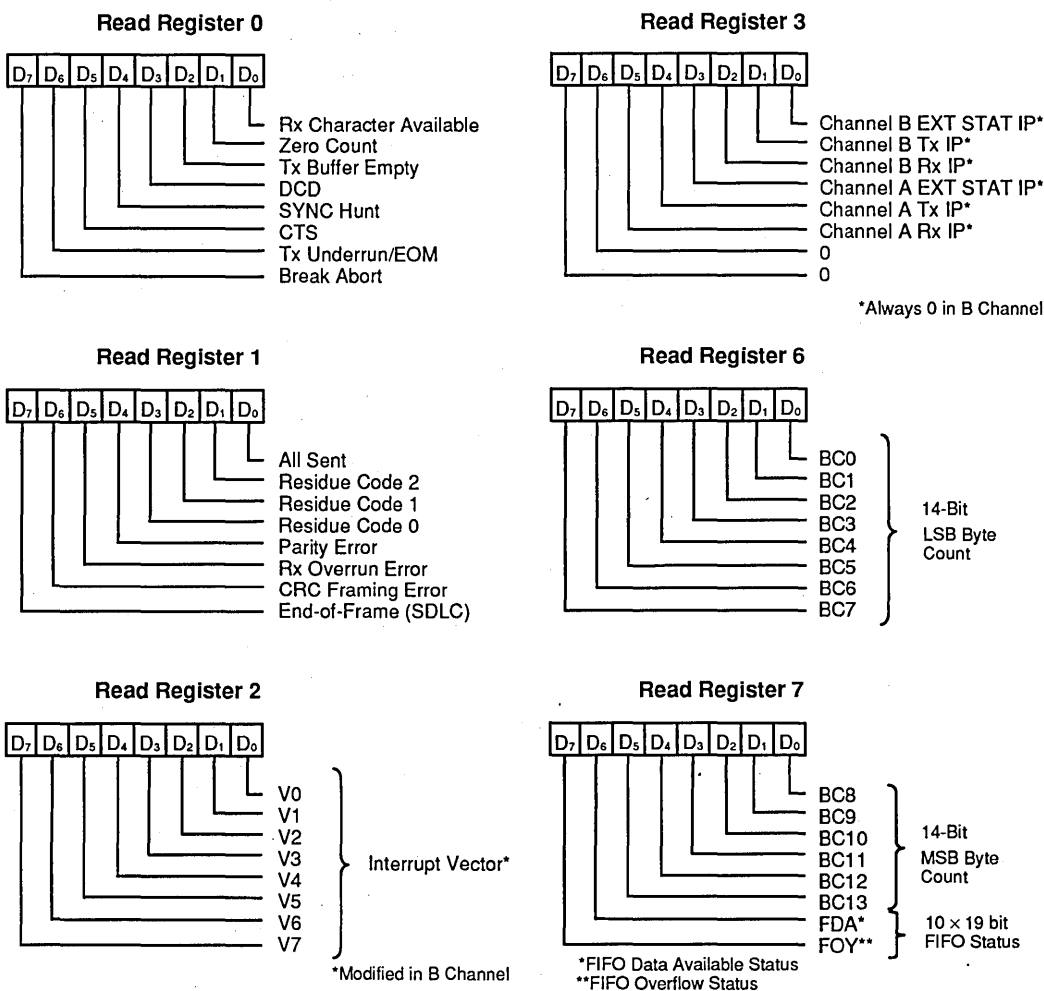 Read Register 0
D7 D6 D5 D4 D3 D2 D1 D0
Rx Character Available
Zero Count
Tx Buffer Empty
DCD
SYNC Hunt
CTS
Tx Underrun/EOM
Break Abort
Read Register 3
D7 D6 D5 D4 D3 D2 D1 D0
Channel B EXT STAT IP*
Channel B Tx IP*
Channel B Rx IP*
Channel A EXT STAT IP*
Channel A Tx IP*
Channel A Rx IP*
0
0
*Always 0 in B Channel
Read Register 1
D7 D6 D5 D4 D3 D2 D1 D0
All Sent
Residue Code 2
Residue Code 1
Residue Code 0
Parity Error
Rx Overrun Error
CRC Framing Error
End-of-Frame (SDLC)
Read Register 6
D7 D6 D5 D4 D3 D2 D1 D0
BC0
BC1
BC2
BC3
BC4
BC5
BC6
BC7
14-Bit
LSB Byte
Count
Read Register 2
D7 D6 D5 D4 D3 D2 D1 D0
V0
V1
V2
V3
V4
V5
V6
V7
Interrupt Vector*
*Modified in B Channel
Read Register 7
D7 D6 D5 D4 D3 D2 D1 D0
BC8
BC9
BC10
BC11
BC12
BC13
FDA*
FOY**
14-Bit
MSB Byte
Count
10 × 19 bit
FIFO Status
*FIFO Data Available Status
**FIFO Overflow Status